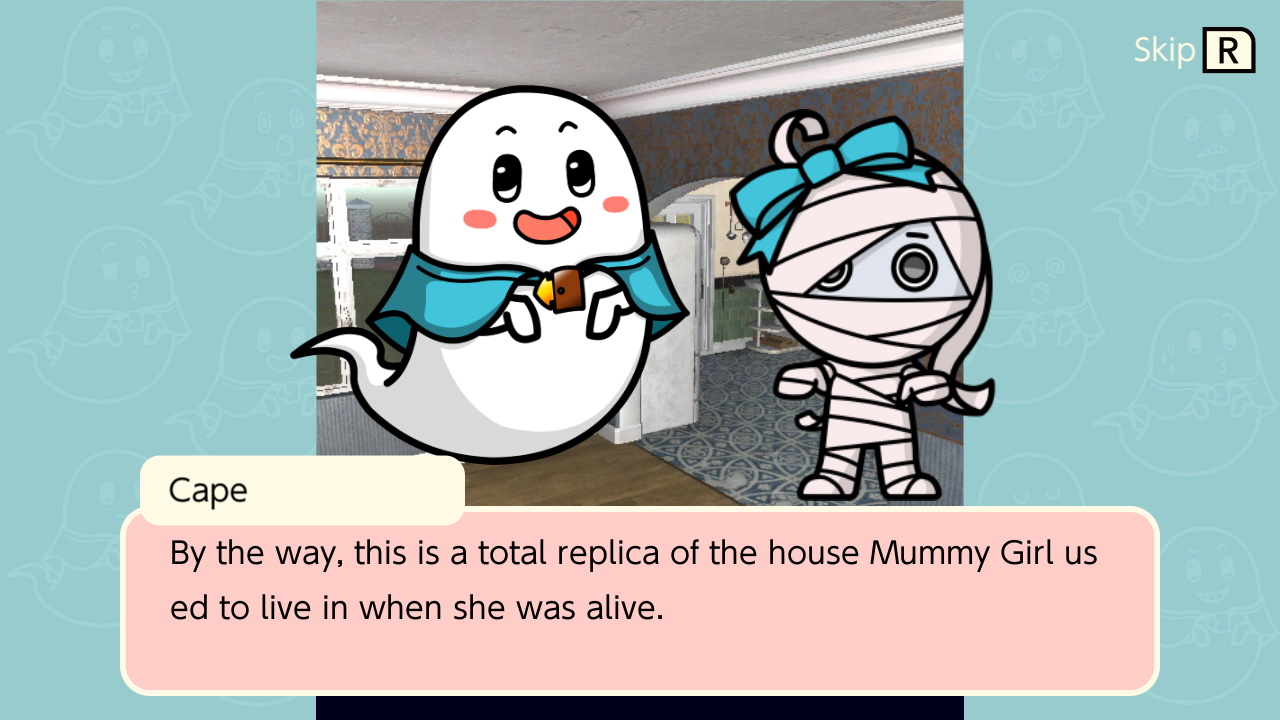 Skip R
Cape
By the way, this is a total replica of the house Mummy Girl us
ed to live in when she was alive.